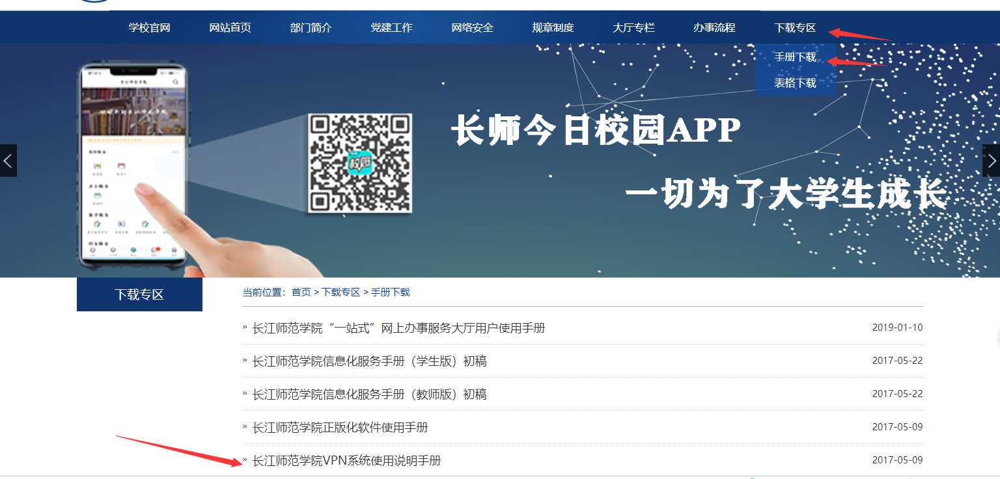 学校官网 网站首页 部门简介 党建工作 网络安全 规章制度 大厅专栏 办事流程 下载专区
手册下载
表格下载
长师今日校园APP
一切为了大学生成长
校园
下载专区
当前位置：首页 > 下载专区 > 手册下载
» 长江师范学院“一站式”网上办事服务大厅用户使用手册 2019-01-10
» 长江师范学院信息化服务手册（学生版）初稿 2017-05-22
» 长江师范学院信息化服务手册（教师版）初稿 2017-05-22
» 长江师范学院正版化软件使用手册 2017-05-09
» 长江师范学院VPN系统使用说明手册 2017-05-09